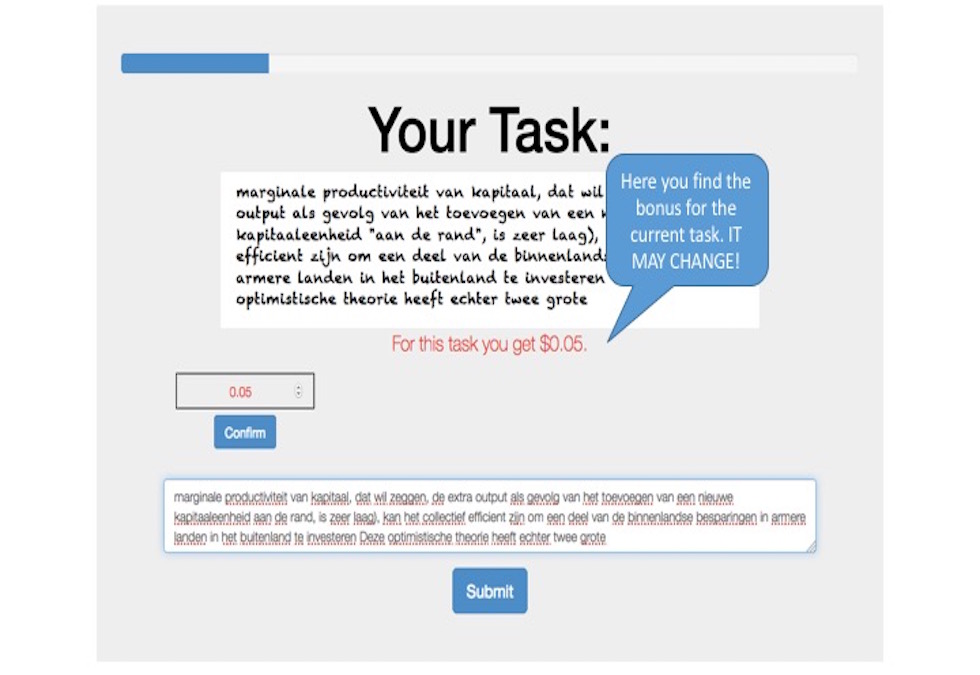 Your Task:
marginale productiviteit van kapitaal, dat wil
output als gevolg van het toevoegen van een
kapitaaleenheid "aan de rand", is zeer laag),
efficient zijn om een deel van de binnenlands
armere landen in het buitenland te investeren
optimistische theorie heeft echter twee grote
Here you find the
bonus for the
current task. IT
MAY CHANGE!
For this task you get $0.05.
0.05
Confirm
marginale productiviteit van kapitaal, dat wil zeggen, de extra output als gevolg van het toevoegen van een nieuwe
kapitaaleenheid aan de rand, is zeer laag), kan het collectief efficient zijn om een deel van de binnenlandse besparingen in armere
landen in het buitenland te investeren Deze optimistische theorie heeft echter twee grote
Submit